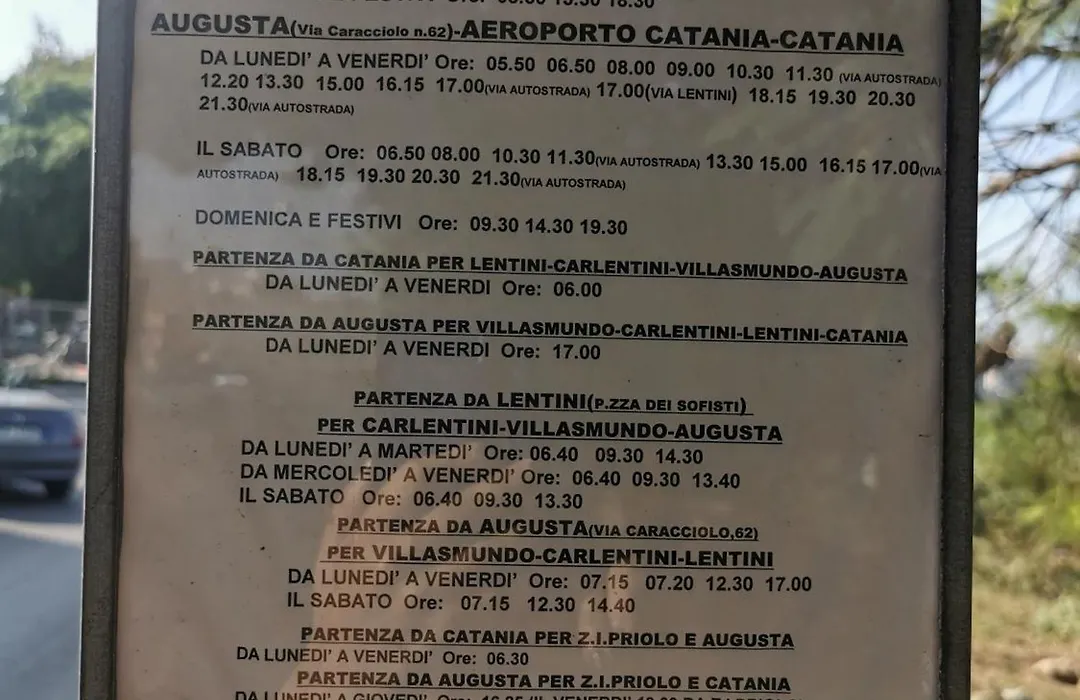 Ore: 06.00 13.30 18.30
AUGUSTA(Via Caracciolo n.62)-AEROPORTO CATANIA-CATANIA
DA LUNEDI' A VENERDI' Ore: 05.50 06.50 08.00 09.00 10.30 11.30 (VIA AUTOSTRADA)
12.20 13.30 15.00 16.15 17.00(VIA AUTOSTRADA) 17.00(VIA LENTINI) 18.15 19.30 20.30
21.30(VIA AUTOSTRADA)
IL SABATO Ore: 06.50 08.00 10.30 11.30(VIA AUTOSTRADA) 13.30 15.00 16.15 17.00(VIA
AUTOSTRADA) 18.15 19.30 20.30 21.30(VIA AUTOSTRADA)
DOMENICA E FESTIVI Ore: 09.30 14.30 19.30
PARTENZA DA CATANIA PER LENTINI-CARLENTINI-VILLASMUNDO-AUGUSTA
DA LUNEDI' A VENERDI Ore: 06.00
PARTENZA DA AUGUSTA PER VILLASMUNDO-CARLENTINI-LENTINI-CATANIA
DA LUNEDI' A VENERDI Ore: 17.00
PARTENZA DA LENTINI(P.ZZA DEI SOFISTI)
PER CARLENTINI-VILLASMUNDO-AUGUSTA
DA LUNEDI' A MARTEDI' Ore: 06.40 09.30 14.30
DA MERCOLEDI' A VENERDI' Ore: 06.40 09.30 13.40
IL SABATO Ore: 06.40 09.30 13.30
PARTENZA DA AUGUSTA(VIA CARACCIOLO,62)
PER VILLASMUNDO-CARLENTINI-LENTINI
DA LUNEDI' A VENERDI' Ore: 07.15 07.20 12.30 17.00
IL SABATO Ore: 07.15 12.30 14.40
PARTENZA DA CATANIA PER Z.I.PRIOLO E AUGUSTA
DA LUNEDI' A VENERDI' Ore: 06.30
PARTENZA DA AUGUSTA PER Z.I.PRIOLO E CATANIA
DA LUNEDI' A GIOVEDI' Ore: